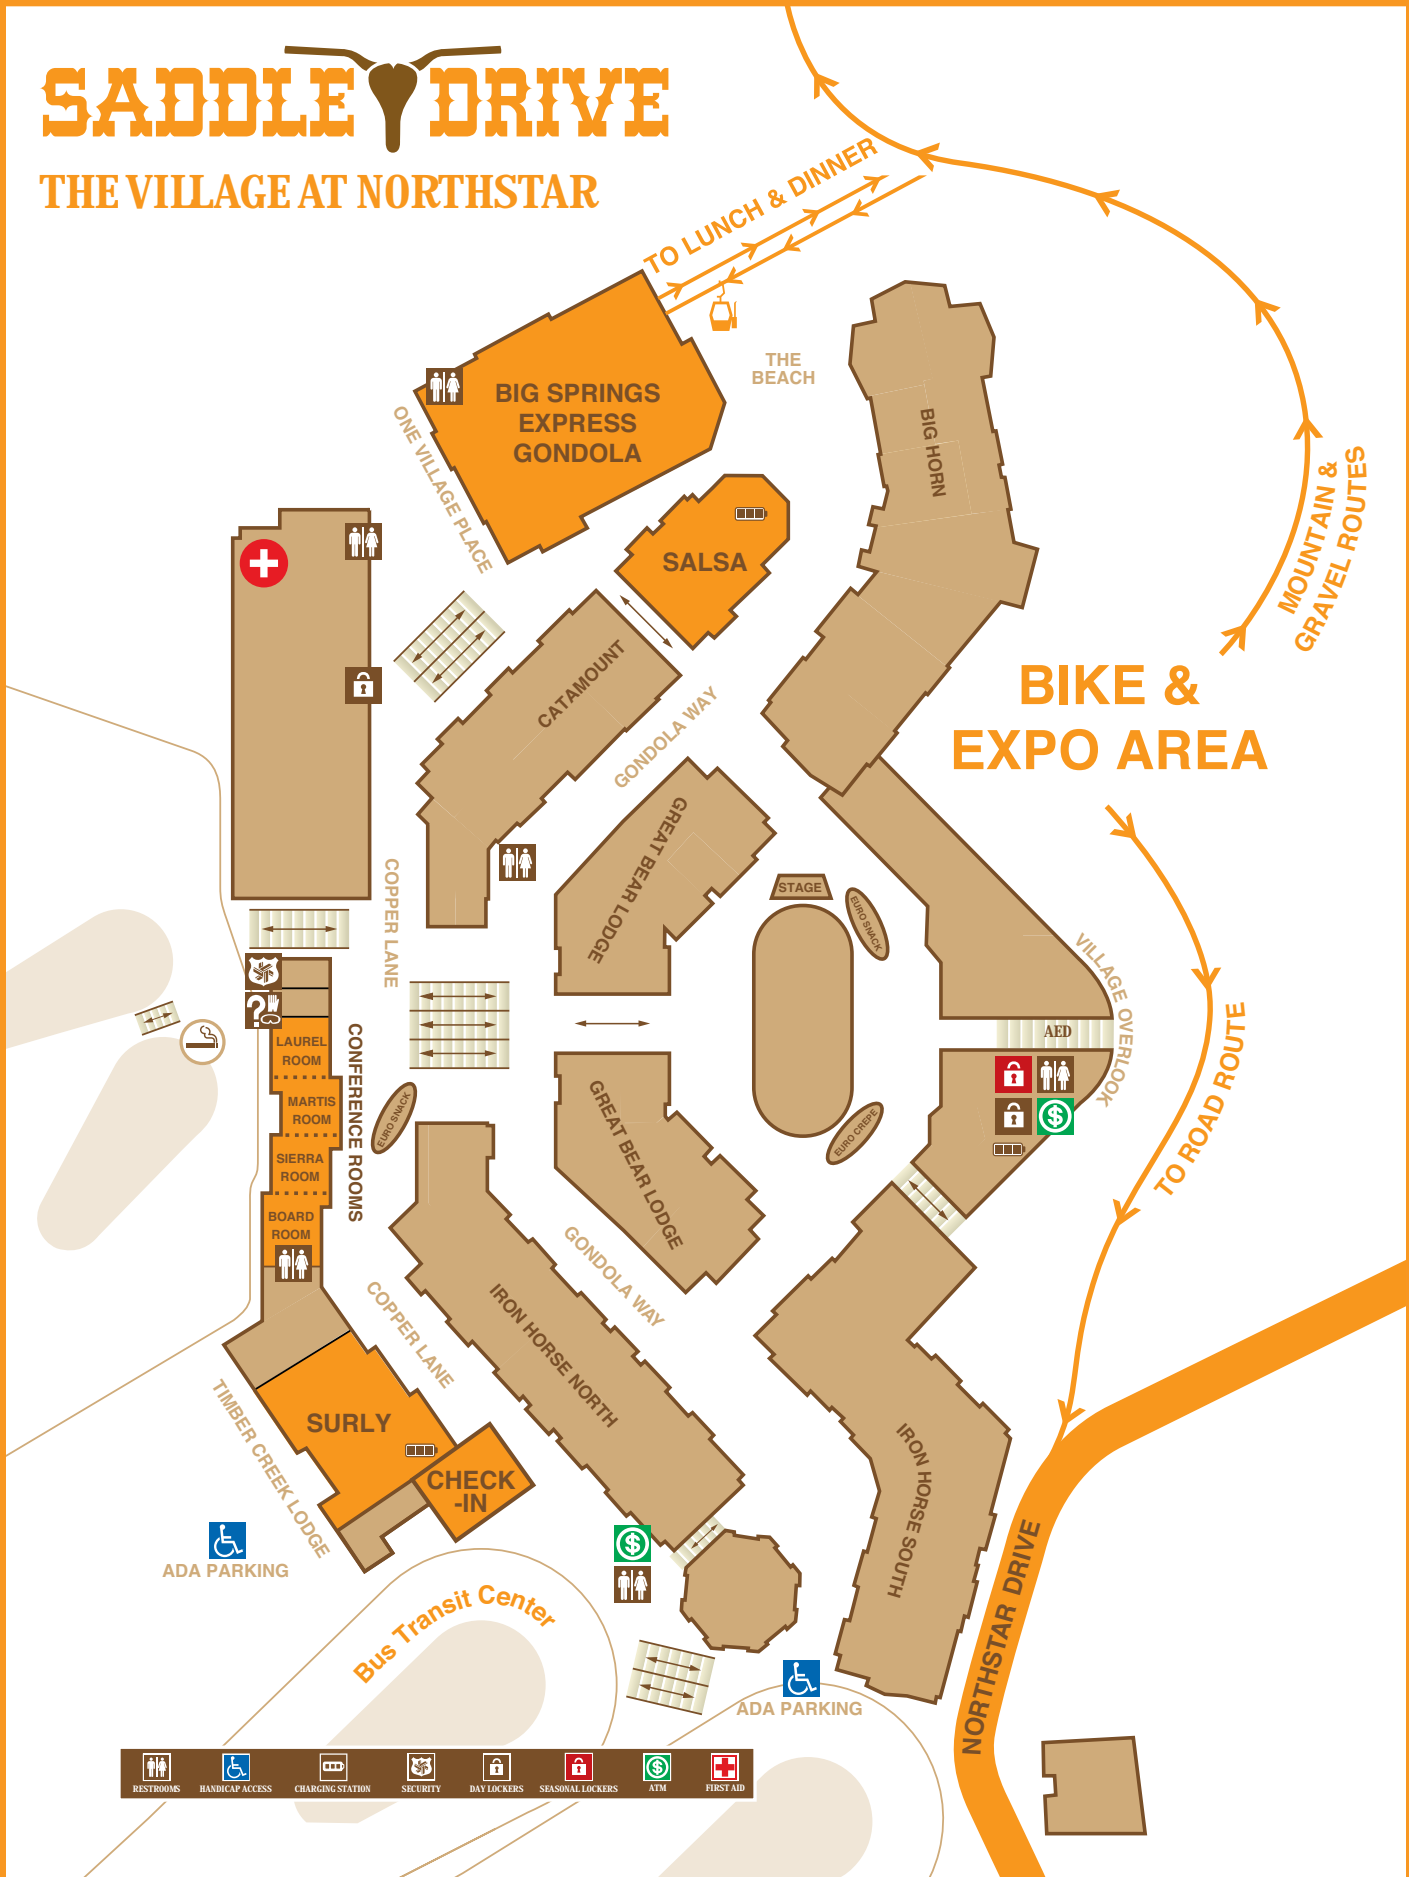 SADDLE DRIVE
THE VILLAGE AT NORTHSTAR
TO LUNCH & DINNER
THE
BEACH
BIG SPRINGS
EXPRESS
GONDOLA
ONE VILLAGE PLACE
BIG HORN
MOUNTAIN &
GRAVEL ROUTES
SALSA
CATAMOUNT
GONDOLA WAY
BIKE &
EXPO AREA
GREAT BEAR LODGE
COPPER LANE
STAGE
EURO SNACK
VILLAGE OVERLOOK
AED
TO ROAD ROUTE
LAUREL
ROOM
MARTIS
ROOM
SIERRA
ROOM
BOARD
ROOM
CONFERENCE ROOMS
EURO SNACK
GREAT BEAR LODGE
EURO CREPE
GONDOLA WAY
COPPER LANE
IRON HORSE NORTH
IRON HORSE SOUTH
TIMBER CREEK LODGE
SURLY
CHECK
-IN
ADA PARKING
Bus Transit Center
ADA PARKING
NORTHSTAR DRIVE
RESTROOMS
HANDICAP ACCESS
CHARGING STATION
SECURITY
DAY LOCKERS
SEASONAL LOCKERS
ATM
FIRST AID